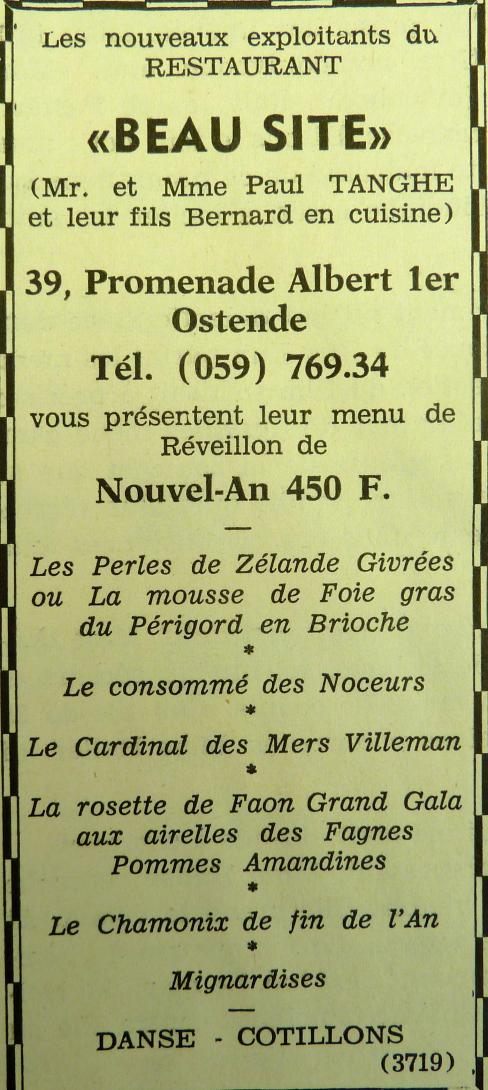 Les nouveaux exploitants du
RESTAURANT
«BEAU SITE»
(Mr. et Mme Paul TANGHE
et leur fils Bernard en cuisine)
39, Promenade Albert 1er
Ostende
Tél. (059) 769.34
vous présentent leur menu de
Réveillon de
Nouvel-An 450 F.
—
Les Perles de Zélande Givrées
ou La mousse de Foie gras
du Périgord en Brioche
*
Le consommé des Noceurs
*
Le Cardinal des Mers Villeman
*
La rosette de Faon Grand Gala
aux airelles des Fagnes
Pommes Amandines
*
Le Chamonix de fin de l'An
*
Mignardises
—
DANSE - COTILLONS
(3719)